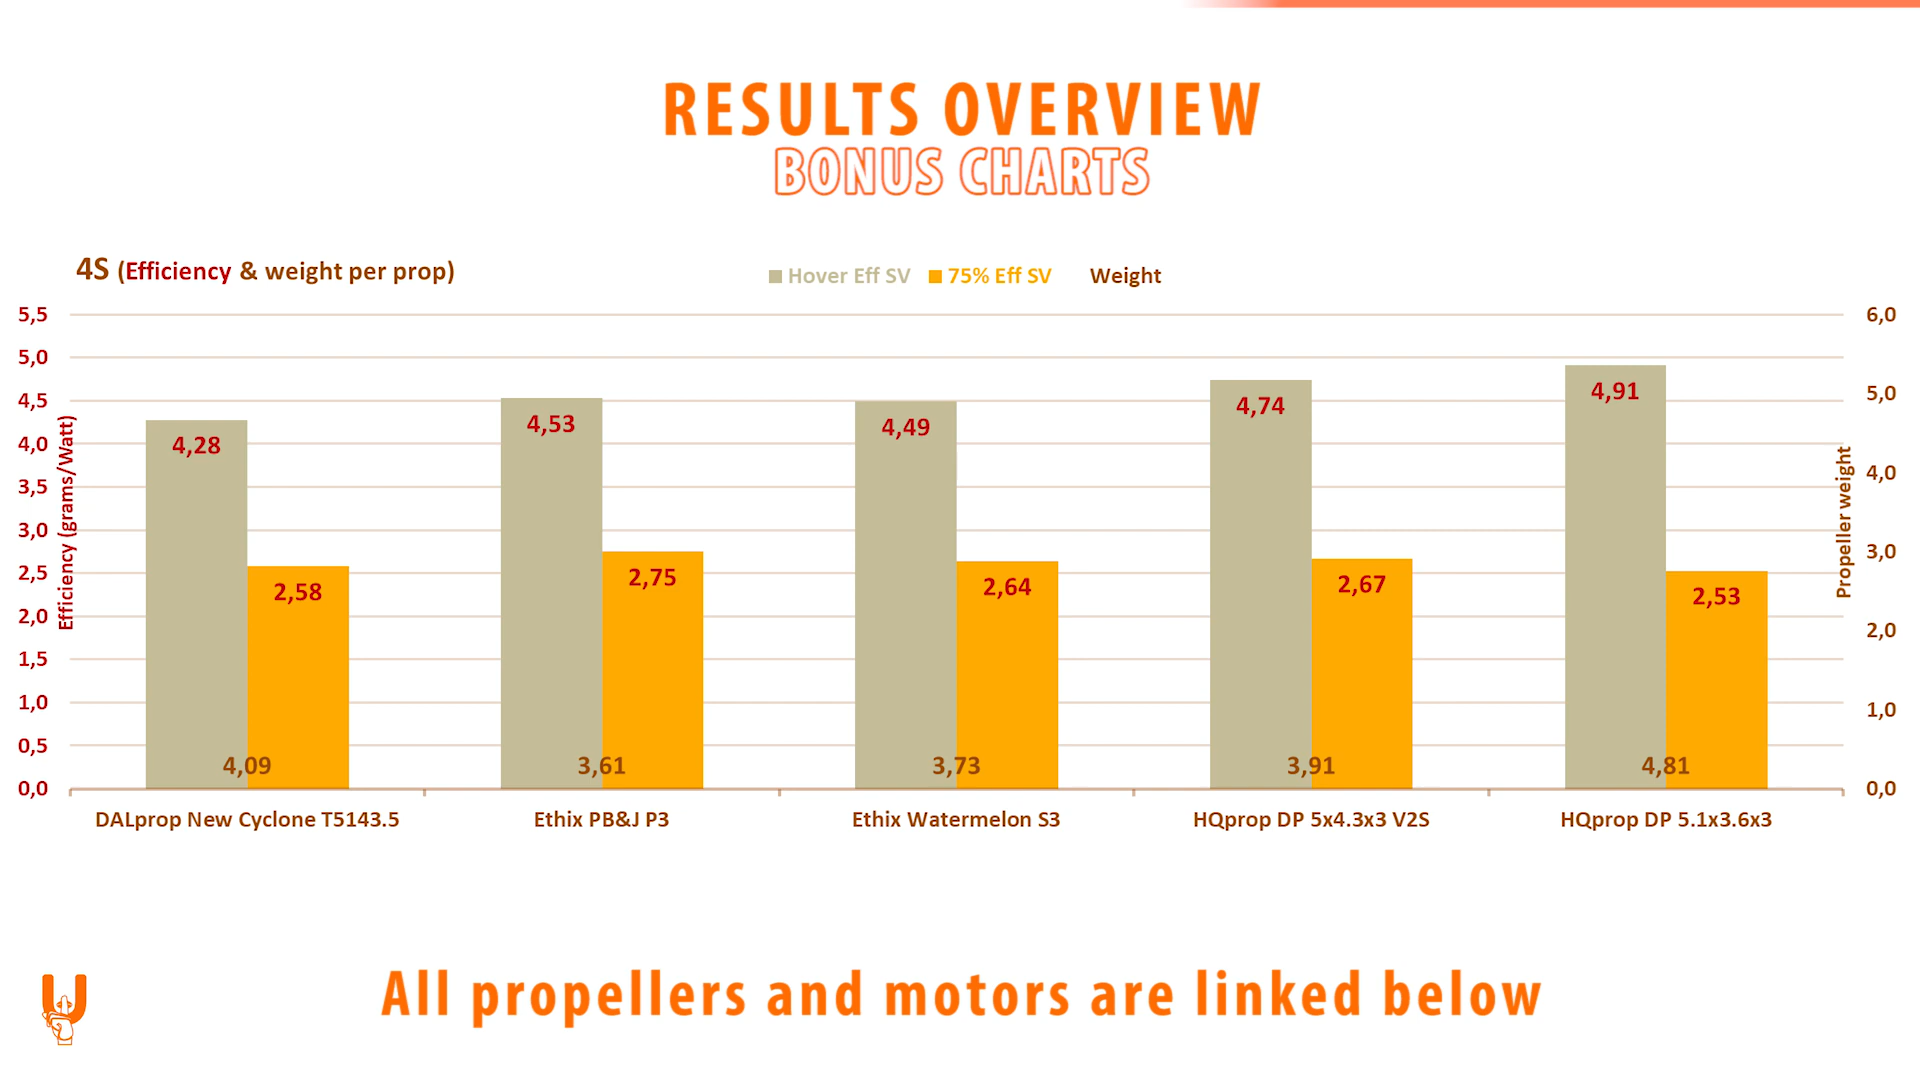 RESULTS OVERVIEW
BONUS CHARTS
4S (Efficiency & weight per prop)
Hover Eff SV 75% Eff SV Weight
5,5
5,0
4,5
4,0
3,5
3,0
2,5
2,0
1,5
1,0
0,5
0,0
Efficiency (grams/Watt)
4,28
2,58
4,09
4,53
2,75
3,61
4,49
2,64
3,73
4,74
2,67
3,91
4,91
2,53
4,81
6,0
5,0
4,0
3,0
2,0
1,0
0,0
Propeller weight
DALprop New Cyclone T5143.5
Ethix PB&J P3
Ethix Watermelon S3
HQprop DP 5x4.3x3 V2S
HQprop DP 5.1x3.6x3
All propellers and motors are linked below